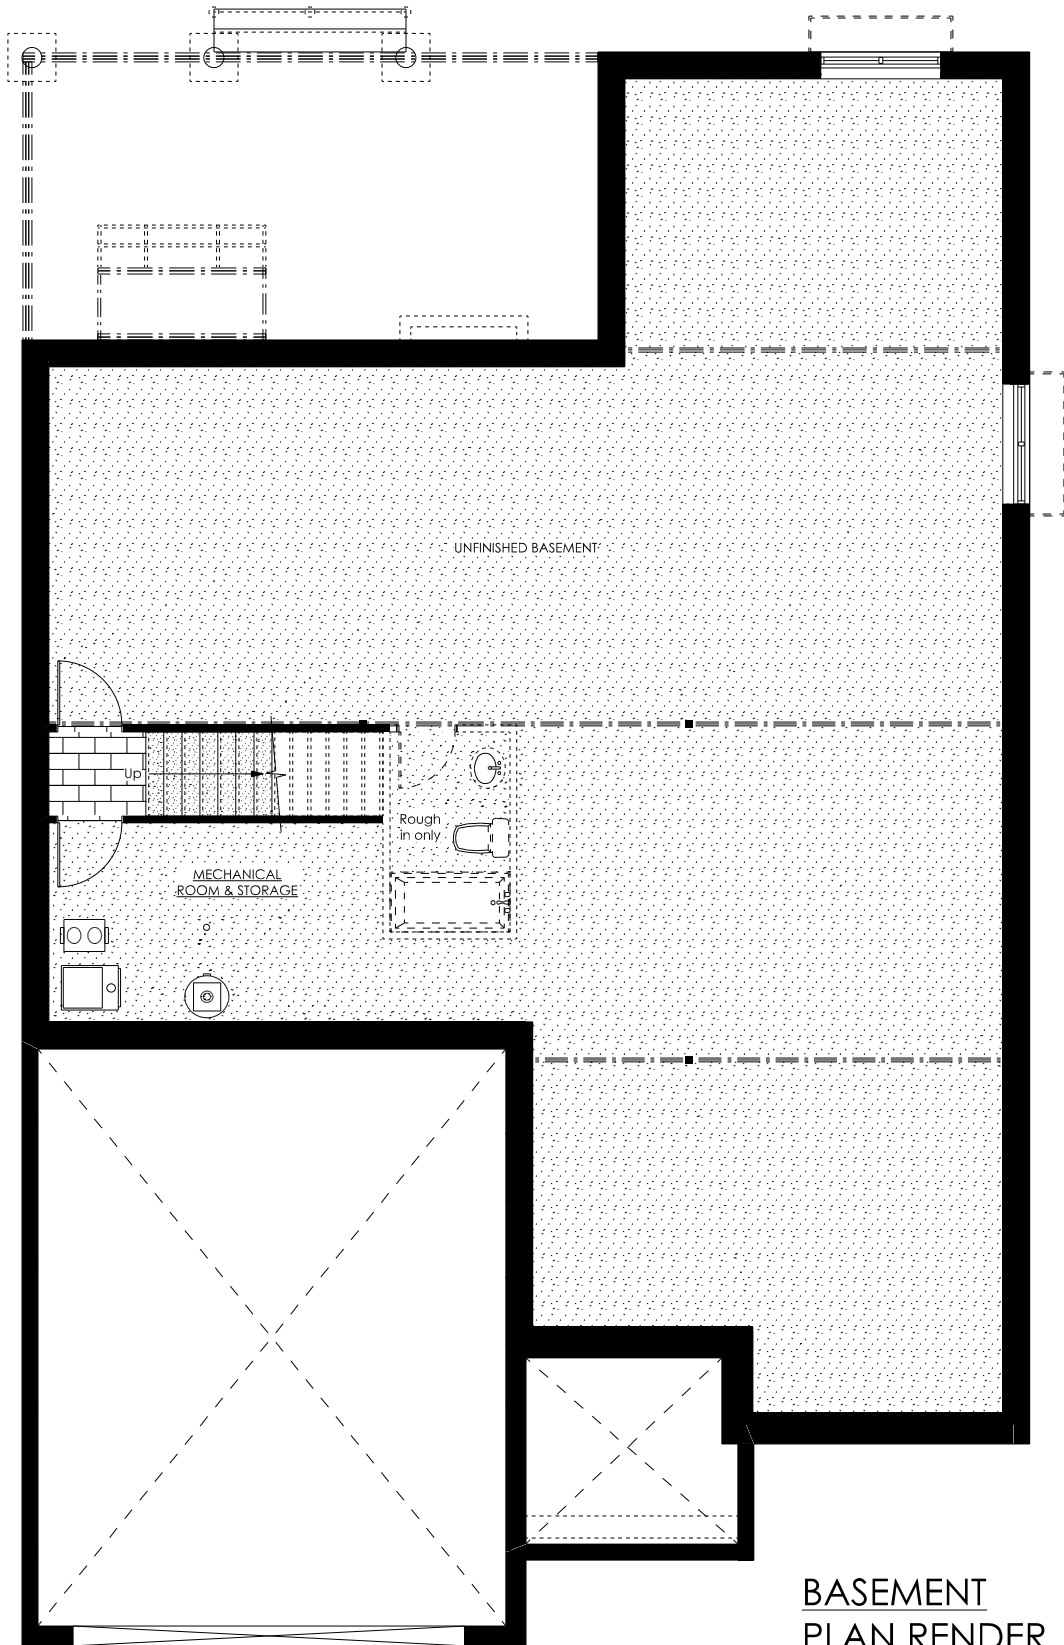 UNFINISHED BASEMENT
Up
Rough
in only
MECHANICAL
ROOM & STORAGE
BASEMENT
PLAN RENDER